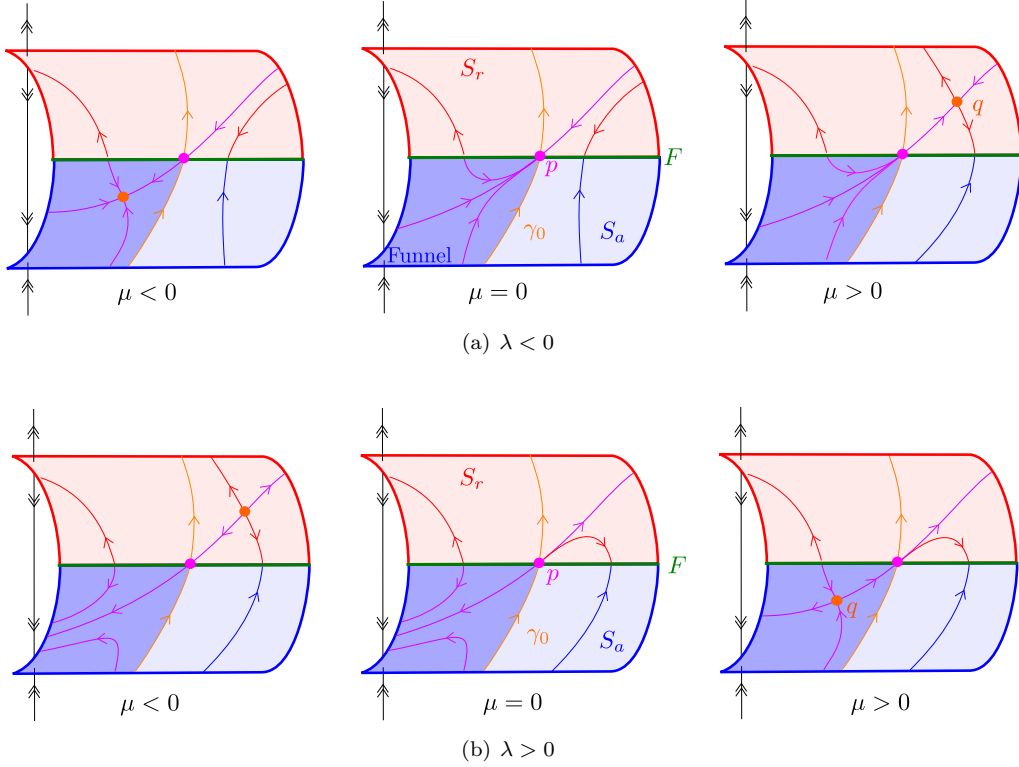 q
S_r
p
F
γ_0
S_a
Funnel
μ < 0
μ = 0
μ > 0
(a) λ < 0
S_r
p
F
q
γ_0
S_a
μ < 0
μ = 0
μ > 0
(b) λ > 0